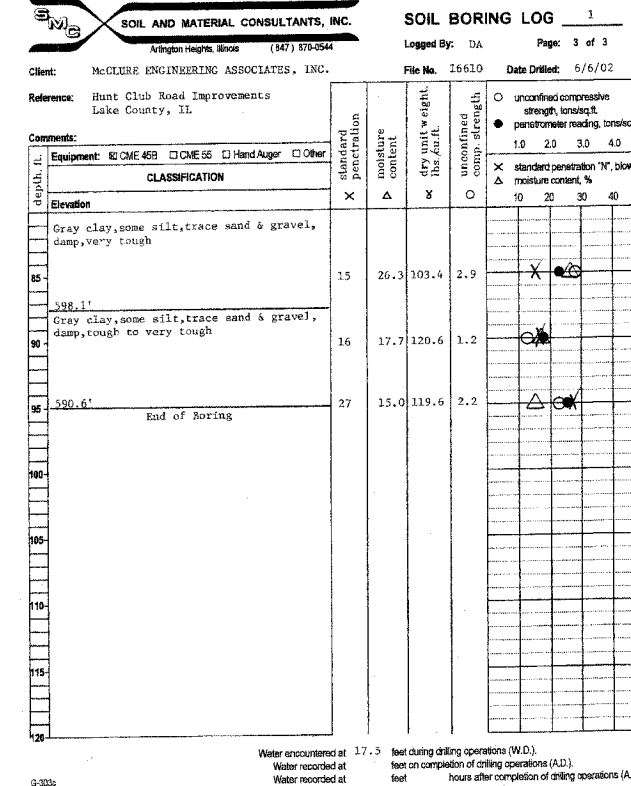 SMC
SOIL AND MATERIAL CONSULTANTS, INC.
Arlington Heights, Illinois (847) 870-0544
SOIL BORING LOG 1
Logged By: DA Page: 3 of 3
Client: McCLURE ENGINEERING ASSOCIATES, INC.
File No. 16610 Date Drilled: 6/6/02
Reference: Hunt Club Road Improvements
Lake County, IL
Comments:
Equipment: CME 45B CME 55 Hand Auger Other
CLASSIFICATION
Elevation
depth, ft.
standard penetration
moisture content
dry unit weight, lbs./cu.ft.
unconfined comp. strength
X Δ ɣ O
O unconfined compressive
strength, tons/sq.ft.
● penetrometer reading, tons/sq
1.0 2.0 3.0 4.0
X standard penetration "N", blow
Δ moisture content, %
10 20 30 40
Gray clay,some silt,trace sand & gravel,
damp,very tough
85 15 26.3 103.4 2.9
598.1'
Gray clay,some silt,trace sand & gravel,
damp,tough to very tough
90 16 17.7 120.6 1.2
590.6'
95 27 15.0 119.6 2.2
End of Boring
100
105
110
115
120
Water encountered at 17.5 feet during drilling operations (W.D.).
Water recorded at feet on completion of drilling operations (A.D.).
Water recorded at feet hours after completion of drilling operations (A.
G-303c